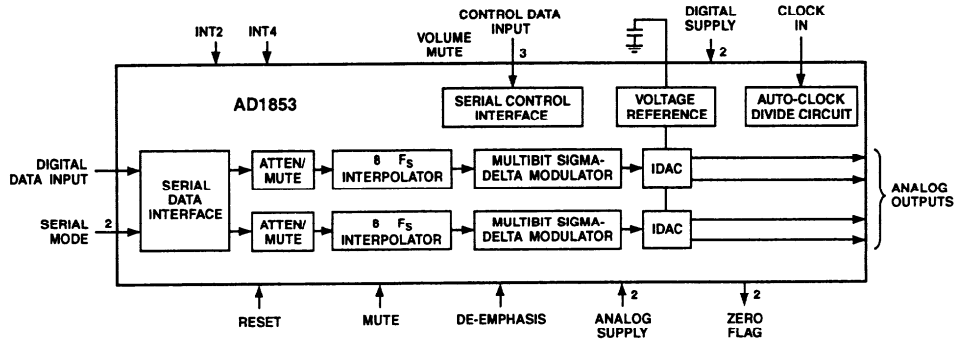 CONTROL DATA
INPUT
DIGITAL
SUPPLY
CLOCK
IN
INT2
INT4
VOLUME
MUTE
3
2
AD1853
SERIAL CONTROL
INTERFACE
VOLTAGE
REFERENCE
AUTO-CLOCK
DIVIDE CIRCUIT
DIGITAL
DATA INPUT
SERIAL
DATA
INTERFACE
ATTEN/
MUTE
8 FS
INTERPOLATOR
MULTIBIT SIGMA-
DELTA MODULATOR
IDAC
ANALOG
OUTPUTS
SERIAL
MODE
2
ATTEN/
MUTE
8 FS
INTERPOLATOR
MULTIBIT SIGMA-
DELTA MODULATOR
IDAC
RESET
MUTE
DE-EMPHASIS
2
ANALOG
SUPPLY
2
ZERO
FLAG